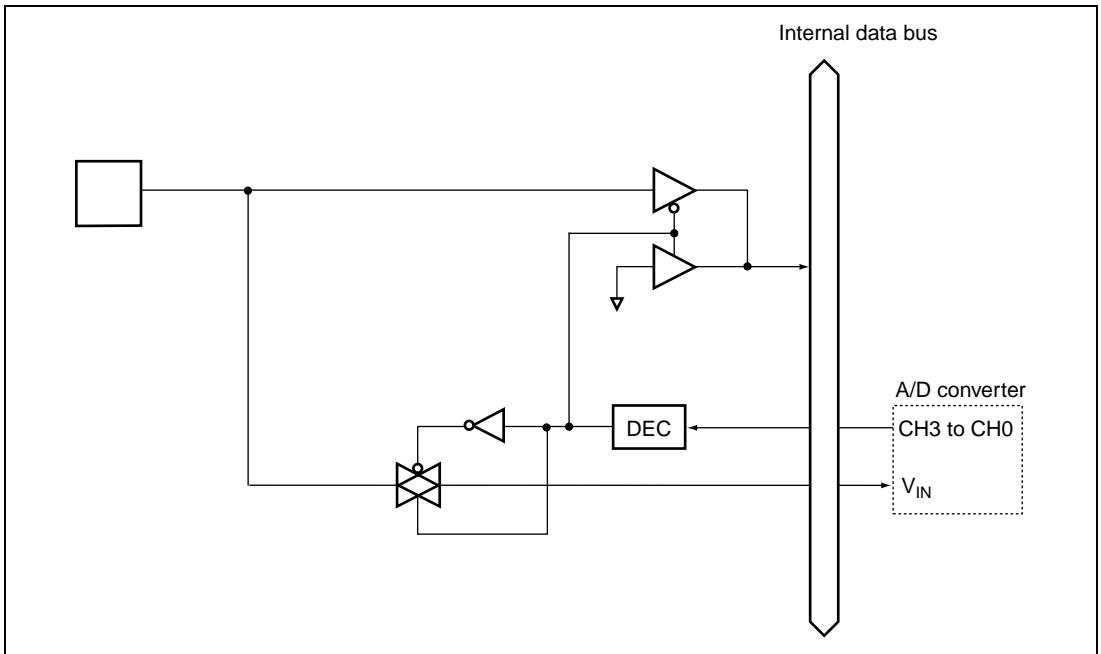 Internal data bus
A/D converter
DEC
CH3 to CH0
VIN